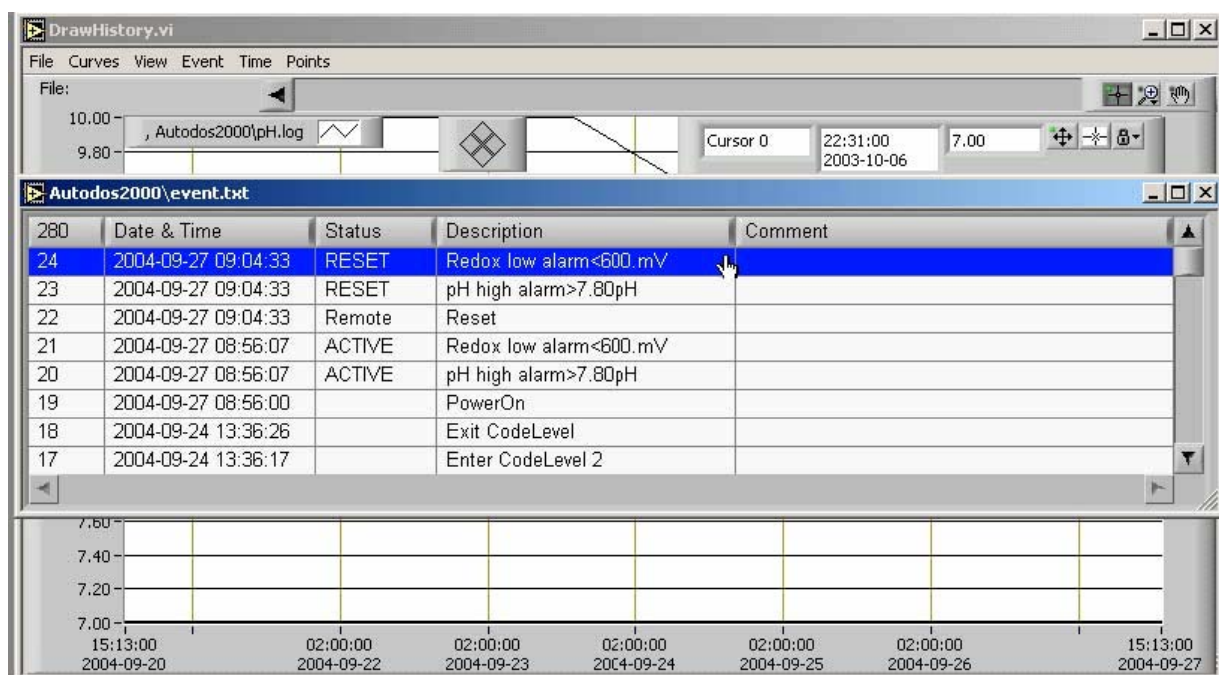 DrawHistory.vi
File Curves View Event Time Points
File:
10.00
, Autodos2000\pH.log
9.80
Cursor 0
22:31:00
2003-10-06
7.00
Autodos2000\event.txt
280 Date & Time Status Description Comment
24 2004-09-27 09:04:33 RESET Redox low alarm<600.mV
23 2004-09-27 09:04:33 RESET pH high alarm>7.80pH
22 2004-09-27 09:04:33 Remote Reset
21 2004-09-27 08:56:07 ACTIVE Redox low alarm<600.mV
20 2004-09-27 08:56:07 ACTIVE pH high alarm>7.80pH
19 2004-09-27 08:56:00 PowerOn
18 2004-09-24 13:36:26 Exit CodeLevel
17 2004-09-24 13:36:17 Enter CodeLevel 2
7.60
7.40
7.20
7.00
15:13:00 02:00:00 02:00:00 02:00:00 02:00:00 02:00:00 15:13:00
2004-09-20 2004-09-22 2004-09-23 2004-09-24 2004-09-25 2004-09-26 2004-09-27